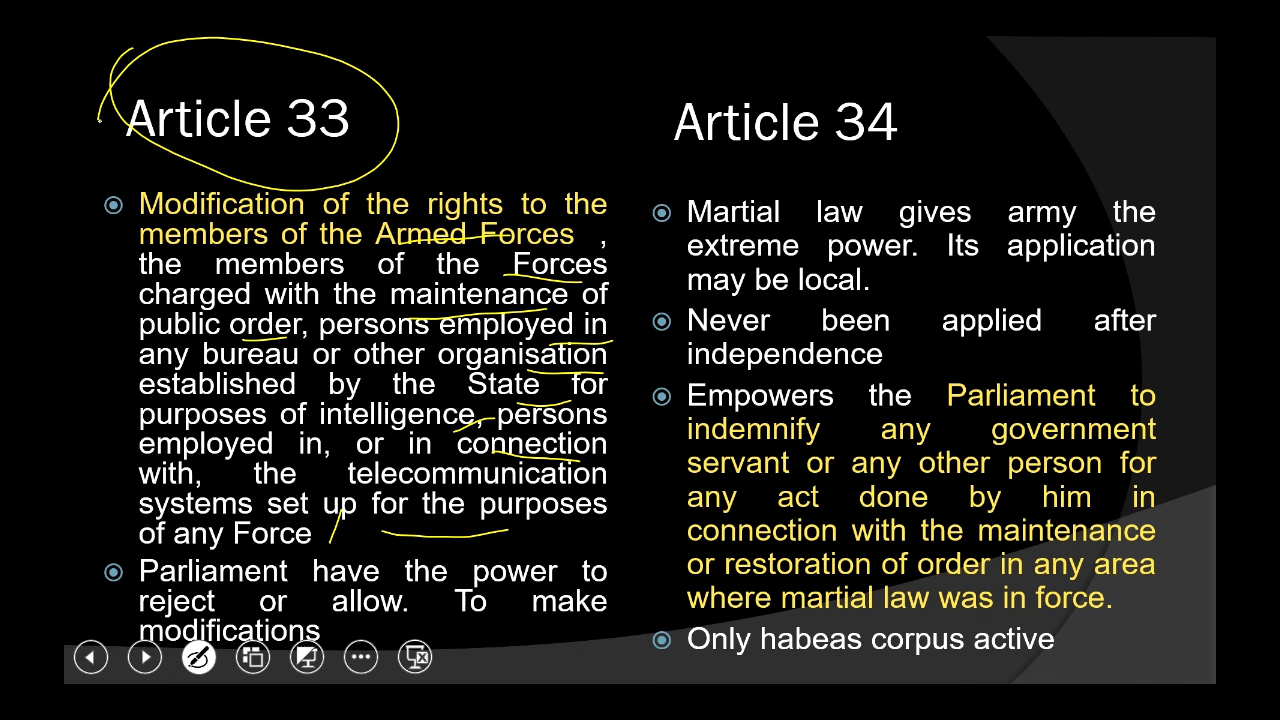 Article 33
Modification of the rights to the
members of the Armed Forces ,
the members of the Forces
charged with the maintenance of
public order, persons employed in
any bureau or other organisation
established by the State for
purposes of intelligence, persons
employed in, or in connection
with, the telecommunication
systems set up for the purposes
of any Force
Parliament have the power to
reject or allow. To make
modifications
Article 34
Martial law gives army the
extreme power. Its application
may be local.
Never been applied after
independence
Empowers the Parliament to
indemnify any government
servant or any other person for
any act done by him in
connection with the maintenance
or restoration of order in any area
where martial law was in force.
Only habeas corpus active